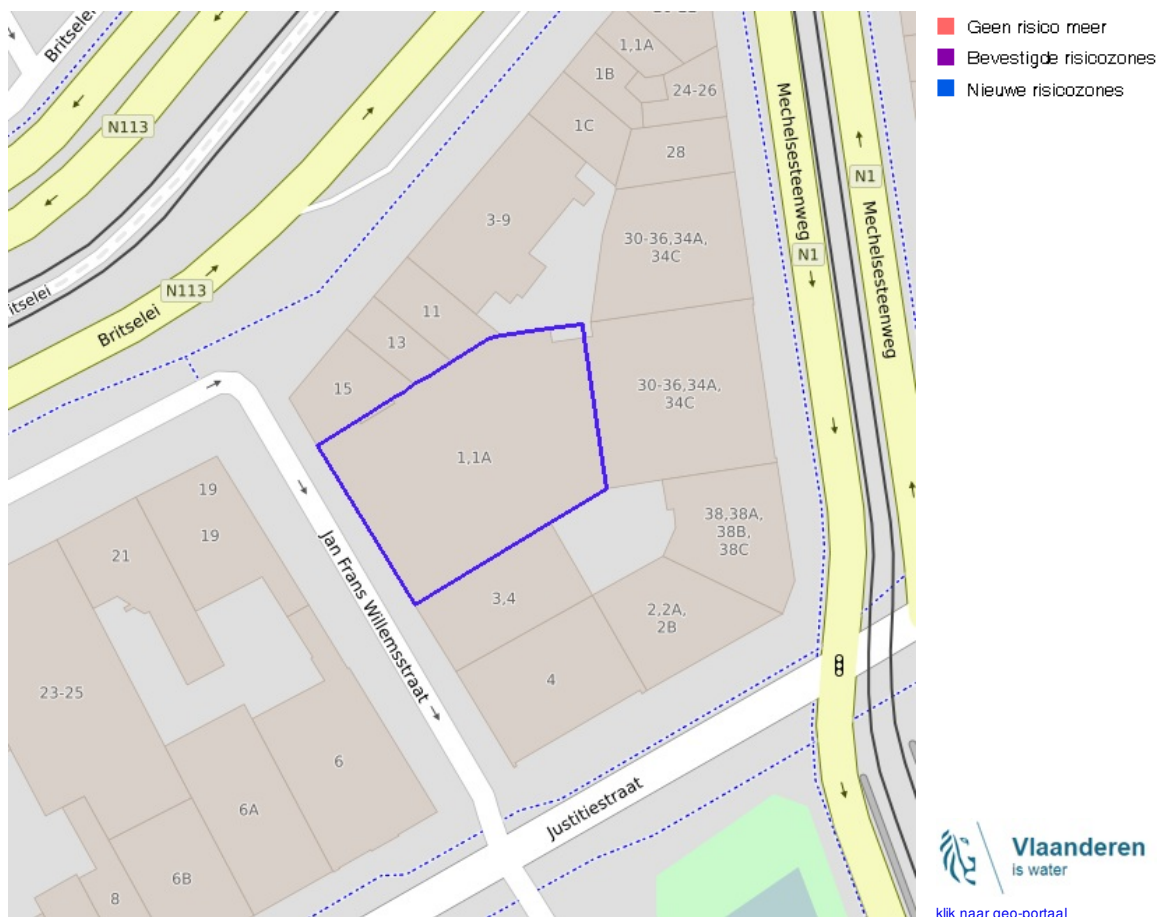 Britselei
N113
1,1A
1B
24-26
1C
28
Mechelsesteenweg
N1
Mechelsesteenweg
3-9
30-36,34A,
34C
N1
N113
Britselei
11
13
15
30-36,34A,
34C
1,1A
19
19
21
Jan Frans Willemsstraat
38,38A,
38B,
38C
3,4
2,2A,
2B
4
23-25
6
6A
6B
8
Justitiestraat
Geen risico meer
Bevestigde risicozones
Nieuwe risicozones
Vlaanderen
is water
klik naar geo-portaal